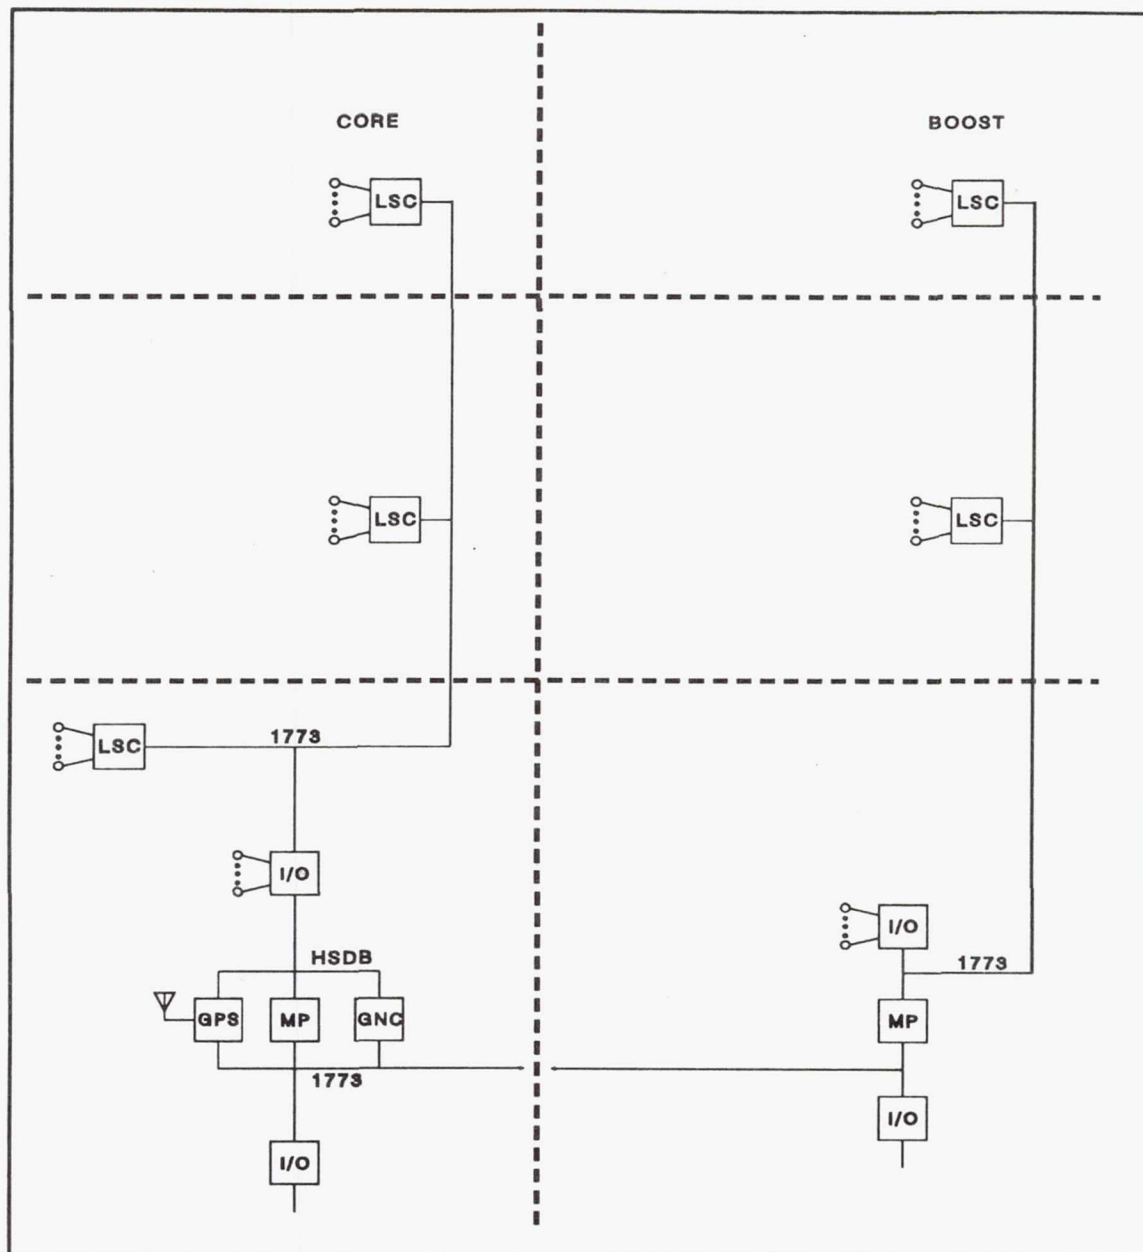 CORE
BOOST
LSC
LSC
LSC
LSC
LSC
1773
I/O
I/O
HSDB
1773
GPS
MP
GNC
MP
1773
I/O
I/O